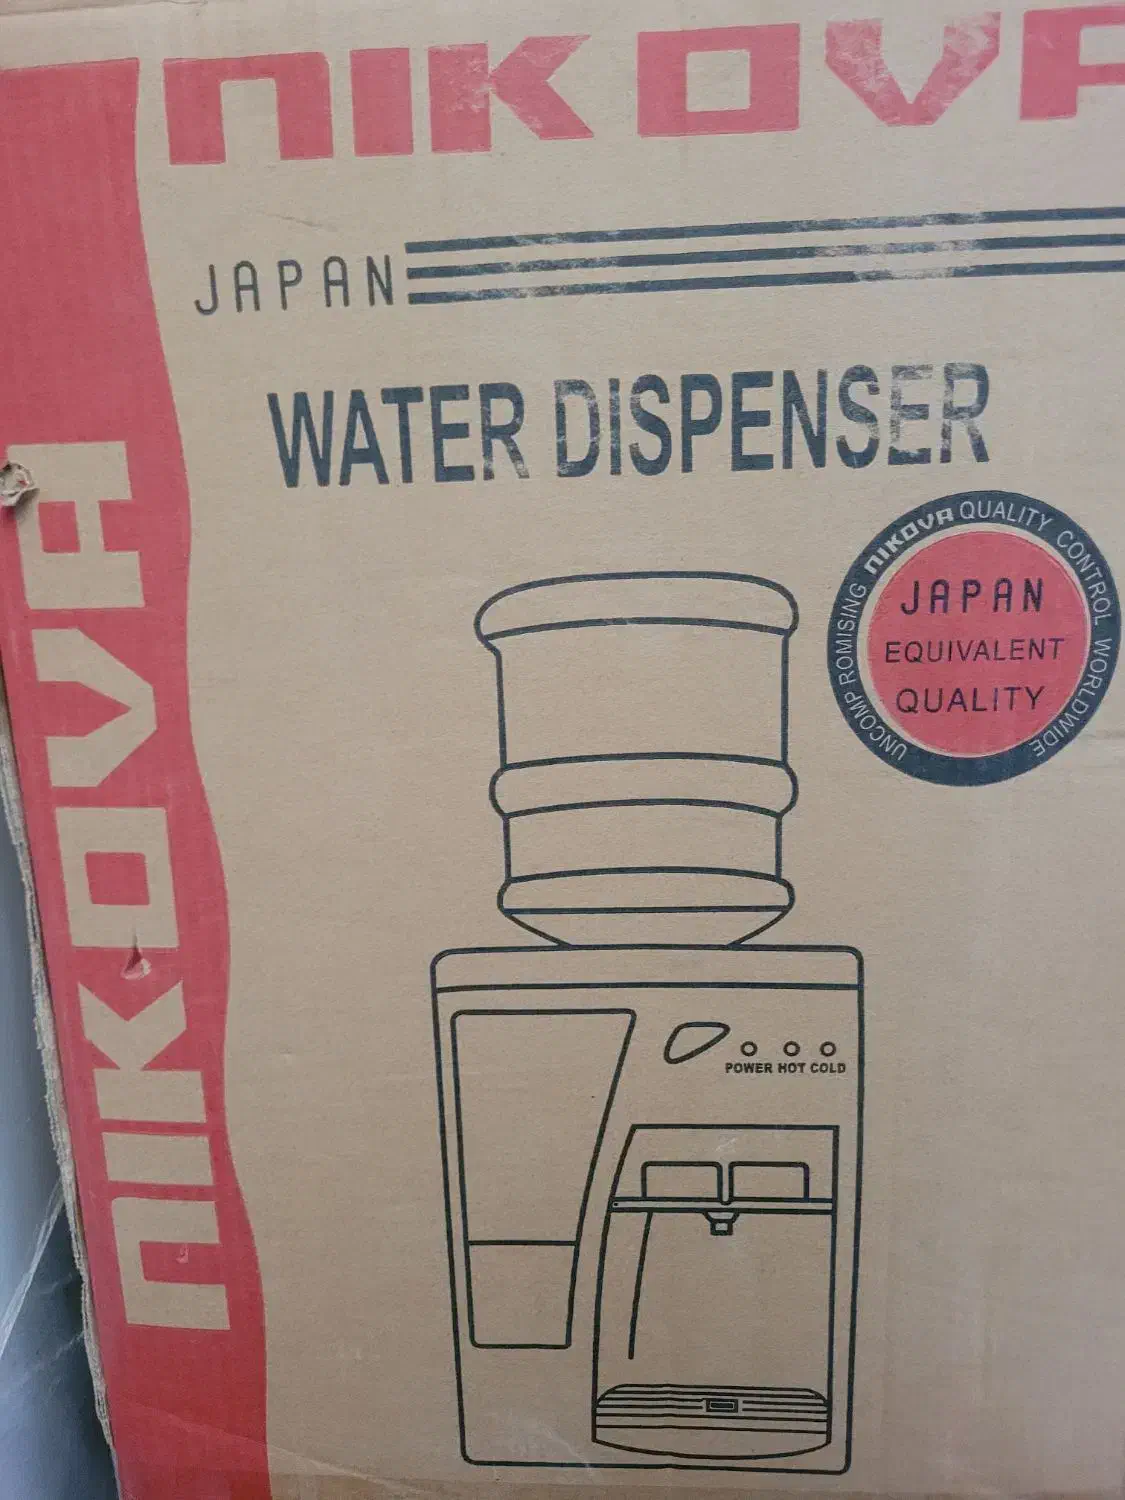 NIKOVA
JAPAN
WATER DISPENSER
UNCOMPROMISING NIKOVA QUALITY CONTROL WORLDWIDE
JAPAN
EQUIVALENT
QUALITY
POWER HOT COLD
NIKOVA